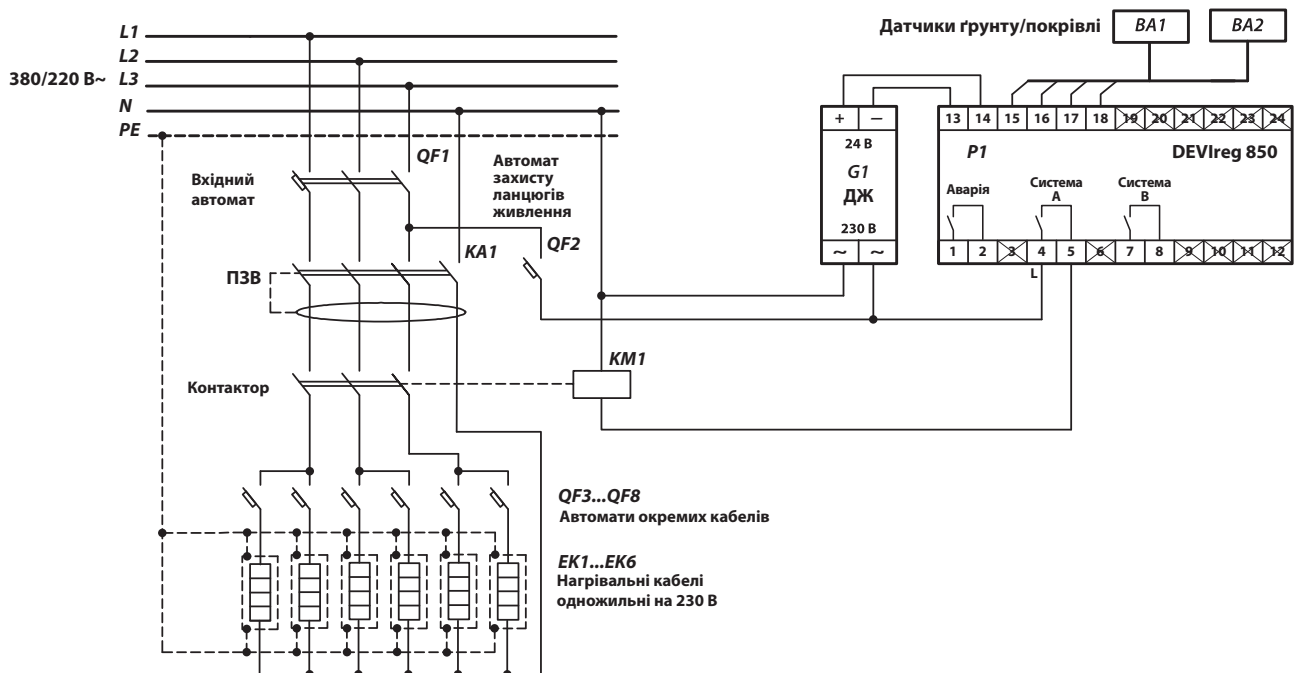 Датчики ґрунту/покрівлі BA1 BA2
L1
L2
380/220 В~ L3
N
PE
13 14 15 16 17 18 19 20 21 22 23 24
+ −
24 В
G1
ДЖ
230 В
~ ~
P1 DEVIreg 850
Аварія
Система
А
Система
В
1 2 3 4 5 6 7 8 9 10 11 12
L
QF1
Автомат
захисту
ланцюгів
живлення
Вхідний
автомат
QF2
KA1
ПЗВ
KM1
Контактор
QF3...QF8
Автомати окремих кабелів
EK1...EK6
Нагрівальні кабелі
одножильні на 230 В